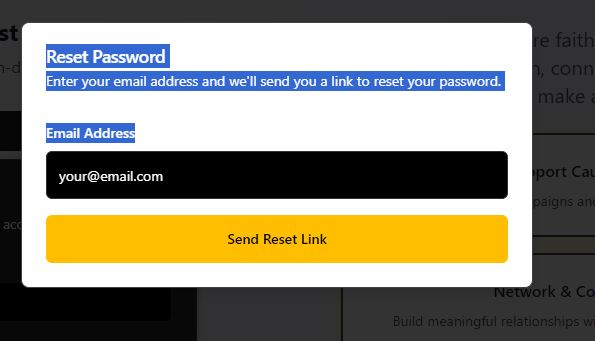 st
re faith
Reset Password
n-d
Enter your email address and we'll send you a link to reset your password.
n, conn
make a
Email Address
your@email.com
port Cau
acc
paigns and
Send Reset Link
Network & Co
Build meaningful relationships wi